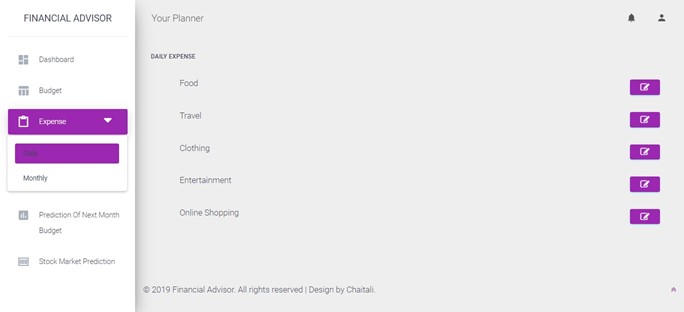 FINANCIAL ADVISOR
Dashboard
Budget
Expense
Monthly
Prediction Of Next Month
Budget
Stock Market Prediction
Your Planner
DAILY EXPENSE
Food
Travel
Clothing
Entertainment
Online Shopping
© 2019 Financial Advisor. All rights reserved | Design by Chaitali.